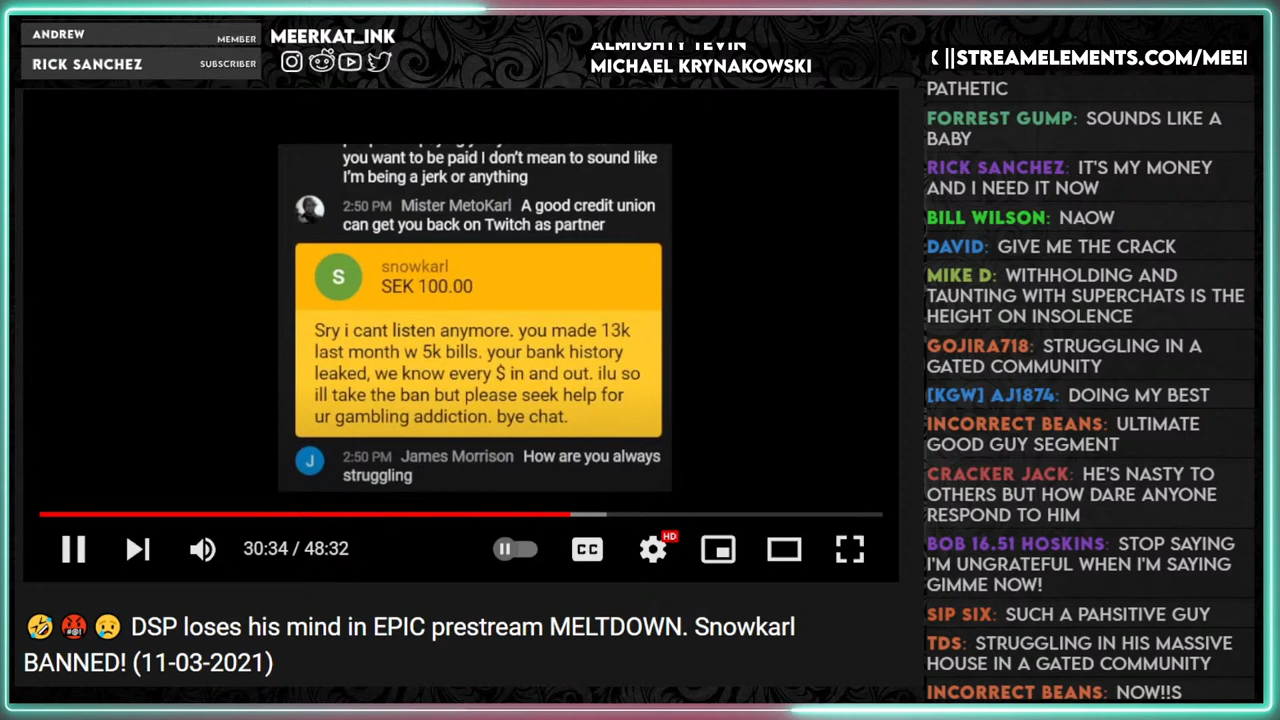 ANDREW
MEMBER
RICK SANCHEZ
SUBSCRIBER
MEERKAT_INK
ALMIGHTY TEVIN
MICHAEL KRYNAKOWSKI
||STREAMELEMENTS.COM/MEE
you want to be paid I don't mean to sound like
I'm being a jerk or anything
2:50 PM Mister MetoKarl A good credit union
can get you back on Twitch as partner
S
snowkarl
SEK 100.00
Sry i cant listen anymore. you made 13k
last month w 5k bills. your bank history
leaked, we know every $ in and out. ilu so
ill take the ban but please seek help for
ur gambling addiction. bye chat.
J
2:50 PM James Morrison How are you always
struggling
30:34 / 48:32
CC
HD
🤣 🤬 😥 DSP loses his mind in EPIC prestream MELTDOWN. Snowkarl
BANNED! (11-03-2021)
PATHETIC
FORREST GUMP: SOUNDS LIKE A
BABY
RICK SANCHEZ: IT'S MY MONEY
AND I NEED IT NOW
BILL WILSON: NAOW
DAVID: GIVE ME THE CRACK
MIKE D: WITHHOLDING AND
TAUNTING WITH SUPERCHATS IS THE
HEIGHT ON INSOLENCE
GOJIRA718: STRUGGLING IN A
GATED COMMUNITY
[KGW] AJ1874: DOING MY BEST
INCORRECT BEANS: ULTIMATE
GOOD GUY SEGMENT
CRACKER JACK: HE'S NASTY TO
OTHERS BUT HOW DARE ANYONE
RESPOND TO HIM
BOB 16.51 HOSKINS: STOP SAYING
I'M UNGRATEFUL WHEN I'M SAYING
GIMME NOW!
SIP SIX: SUCH A PAHSITIVE GUY
TDS: STRUGGLING IN HIS MASSIVE
HOUSE IN A GATED COMMUNITY
INCORRECT BEANS: NOW!!S